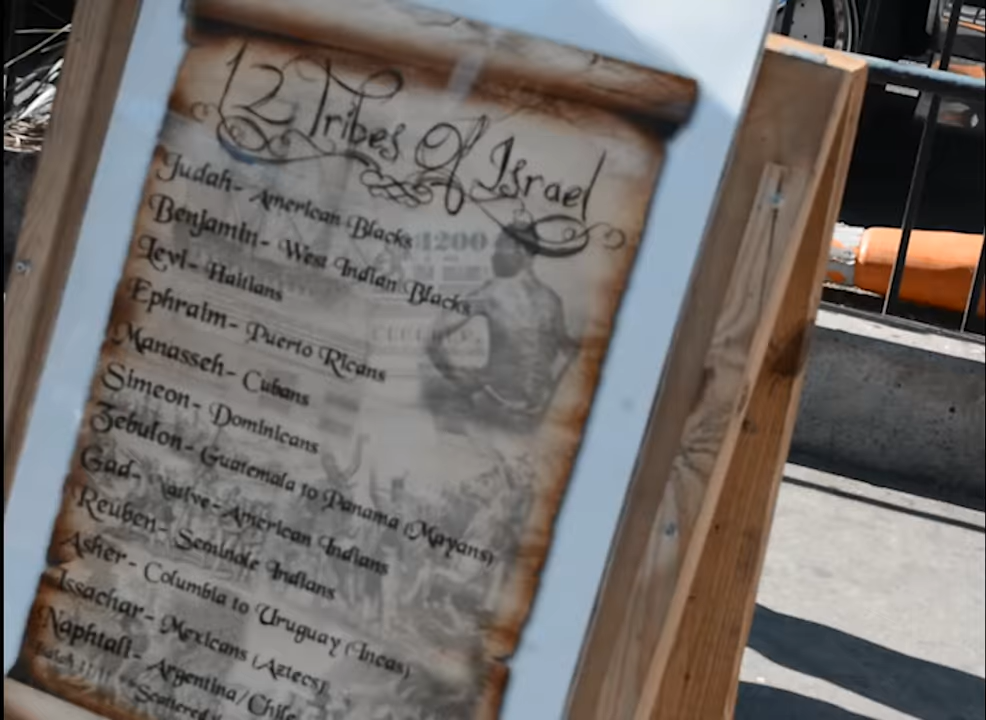 12 Tribes Of Israel
Judah - American Blacks
Benjamin - West Indian Blacks
Levi - Haitians
Ephraim - Puerto Ricans
Manasseh - Cubans
Simeon - Dominicans
Zebulon - Guatemala to Panama (Mayans)
Gad - Native-American Indians
Reuben - Seminole Indians
Asher - Columbia to Uruguay (Incas)
Issachar - Mexicans (Aztecs)
Naphtali - Argentina/Chile
Scattered
$1200